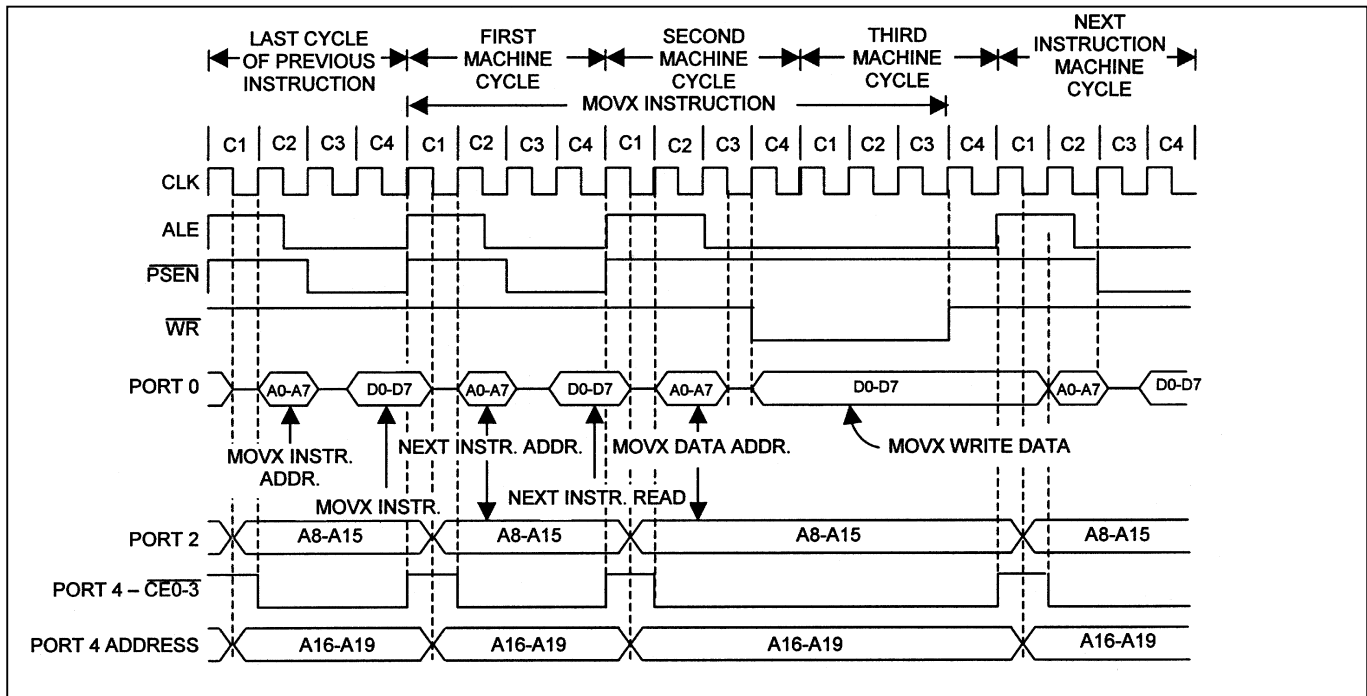 LAST CYCLE
OF PREVIOUS
INSTRUCTION
FIRST
MACHINE
CYCLE
SECOND
MACHINE
CYCLE
THIRD
MACHINE
CYCLE
NEXT
INSTRUCTION
MACHINE
CYCLE
MOVX INSTRUCTION
C1 C2 C3 C4 C1 C2 C3 C4 C1 C2 C3 C4 C1 C2 C3 C4 C1 C2 C3 C4
CLK
ALE
PSEN
WR
PORT 0 A0-A7 D0-D7 A0-A7 D0-D7 A0-A7 D0-D7 A0-A7 D0-D7
MOVX INSTR.
ADDR.
MOVX INSTR.
NEXT INSTR. ADDR.
NEXT INSTR. READ
MOVX DATA ADDR.
MOVX WRITE DATA
PORT 2 A8-A15 A8-A15 A8-A15 A8-A15
PORT 4 – CE0-3
PORT 4 ADDRESS A16-A19 A16-A19 A16-A19 A16-A19